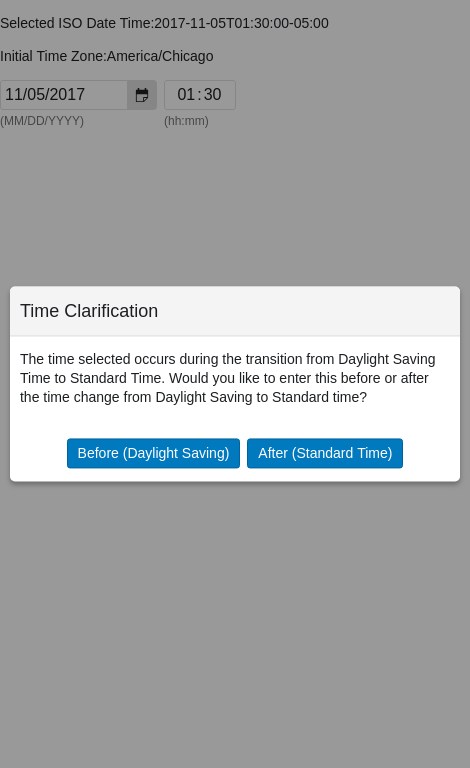 Selected ISO Date Time:2017-11-05T01:30:00-05:00
Initial Time Zone:America/Chicago
11/05/2017 01:30
(MM/DD/YYYY) (hh:mm)
Time Clarification
The time selected occurs during the transition from Daylight Saving
Time to Standard Time. Would you like to enter this before or after
the time change from Daylight Saving to Standard time?
Before (Daylight Saving) After (Standard Time)